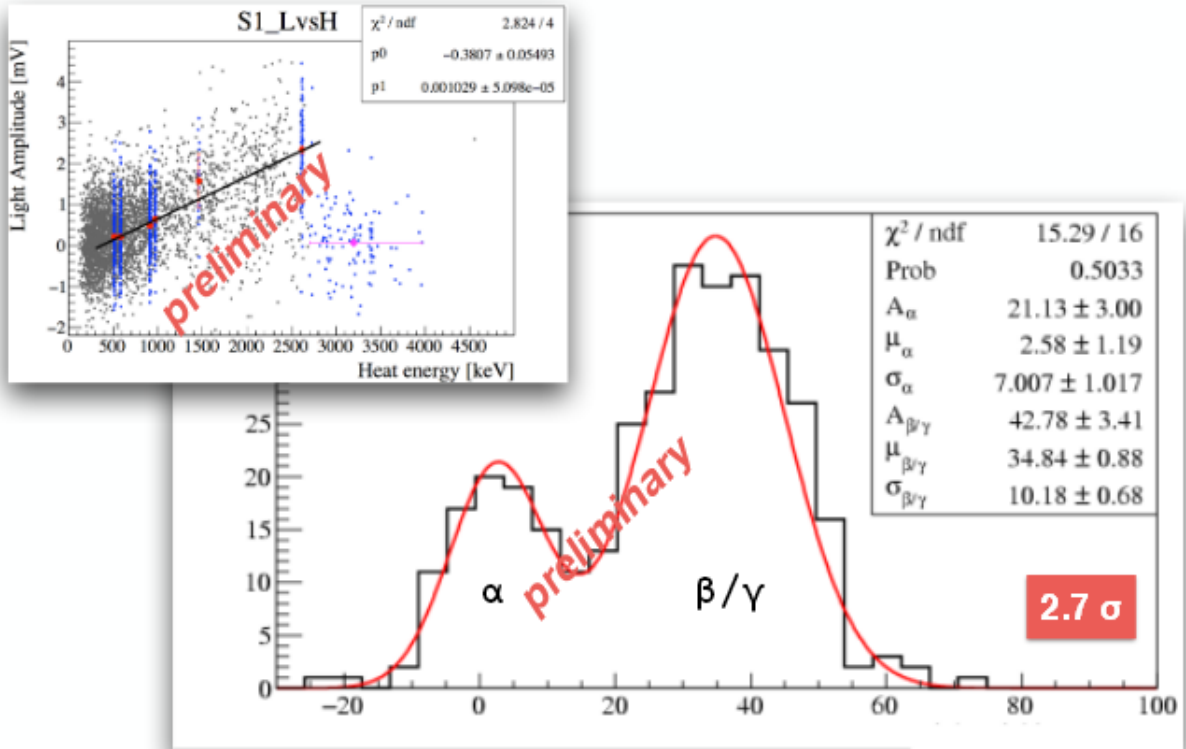 S1_LvsH
χ² / ndf 2.824 / 4
p0 −0.3807 ± 0.05493
p1 0.001029 ± 5.098e−05
Light Amplitude [mV]
4
3
2
1
0
−1
−2
preliminary
0 500 1000 1500 2000 2500 3000 3500 4000 4500
Heat energy [keV]
χ² / ndf 15.29 / 16
Prob 0.5033
Aα 21.13 ± 3.00
μα 2.58 ± 1.19
σα 7.007 ± 1.017
Aβ/γ 42.78 ± 3.41
μβ/γ 34.84 ± 0.88
σβ/γ 10.18 ± 0.68
25
20
15
10
5
0
preliminary
α
β/γ
2.7 σ
−20 0 20 40 60 80 100